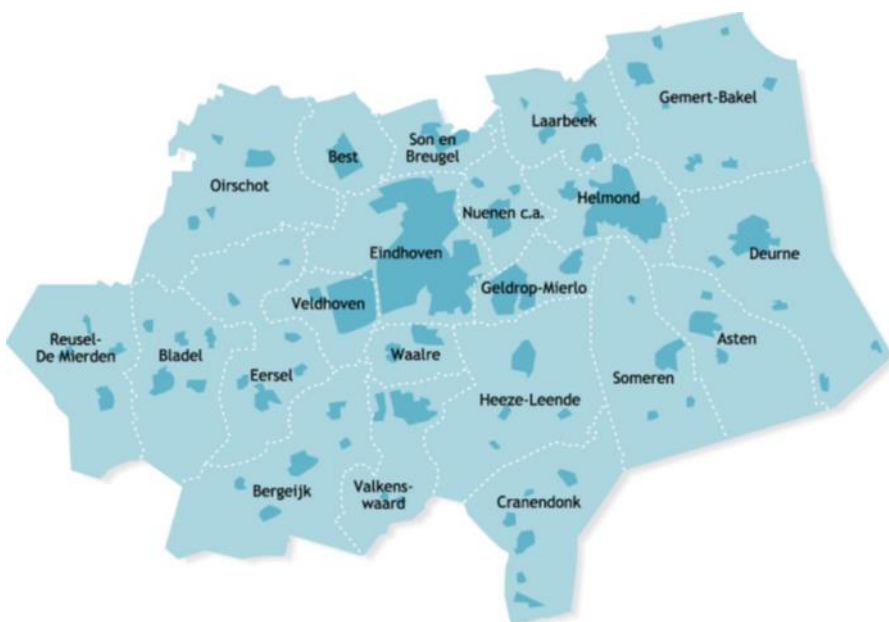 Gemert-Bakel
Laarbeek
Son en
Breugel
Best
Oirschot
Helmond
Nuenen c.a.
Eindhoven
Deurne
Geldrop-Mierlo
Veldhoven
Reusel-
De Mierden
Bladel
Waalre
Asten
Eersel
Someren
Heeze-Leende
Valkens-
waard
Bergeijk
Cranendonk